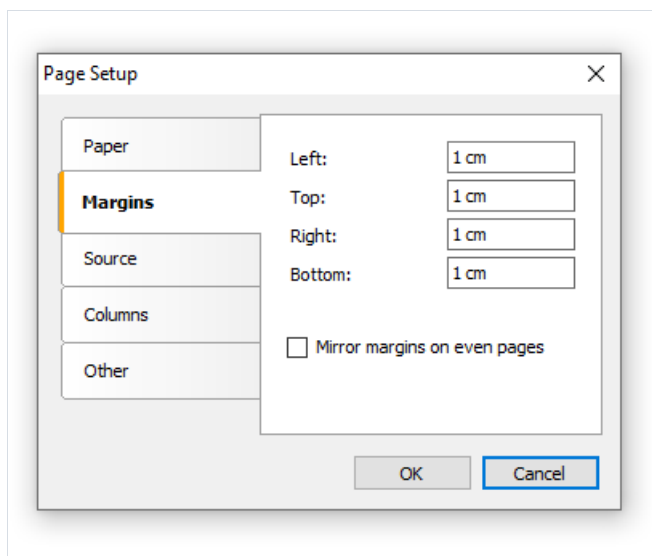 Page Setup
Paper
Margins
Source
Columns
Other
Left: 1 cm
Top: 1 cm
Right: 1 cm
Bottom: 1 cm
Mirror margins on even pages
OK Cancel